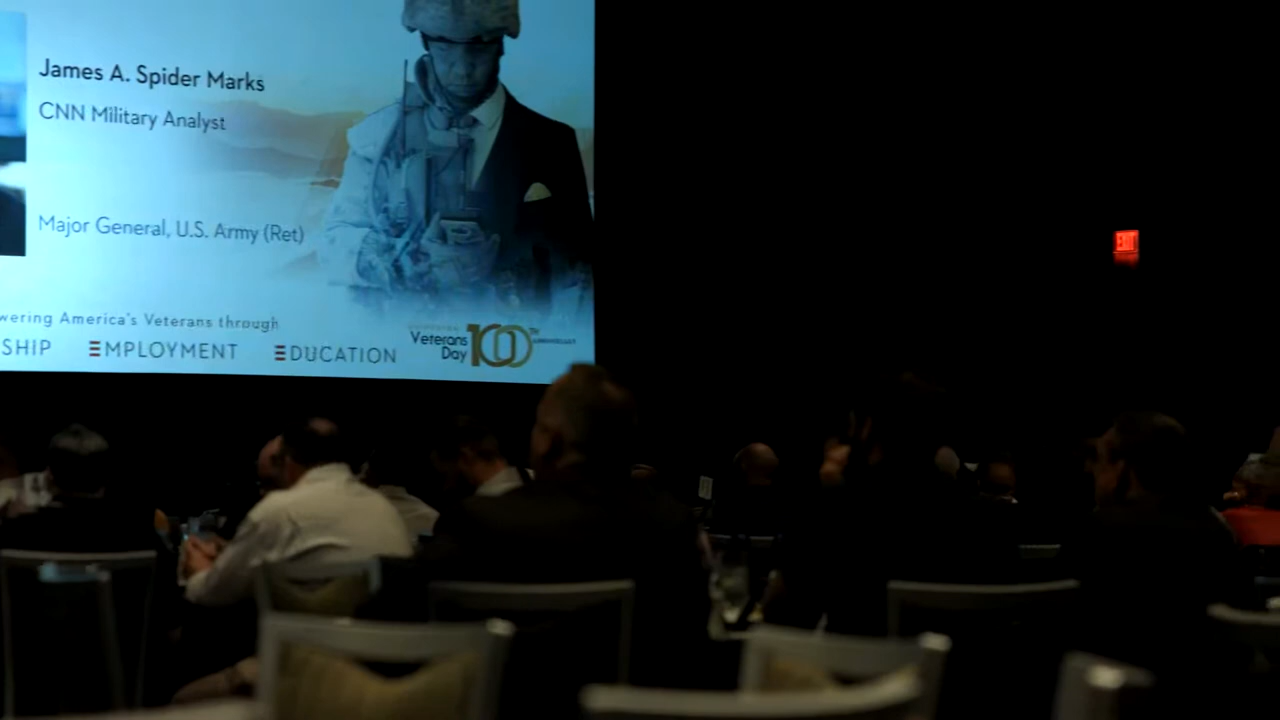 James A. Spider Marks
CNN Military Analyst
Major General, U.S. Army (Ret)
wering America's Veterans through
SHIP EMPLOYMENT EDUCATION
Veterans
Day 100TH
EXIT